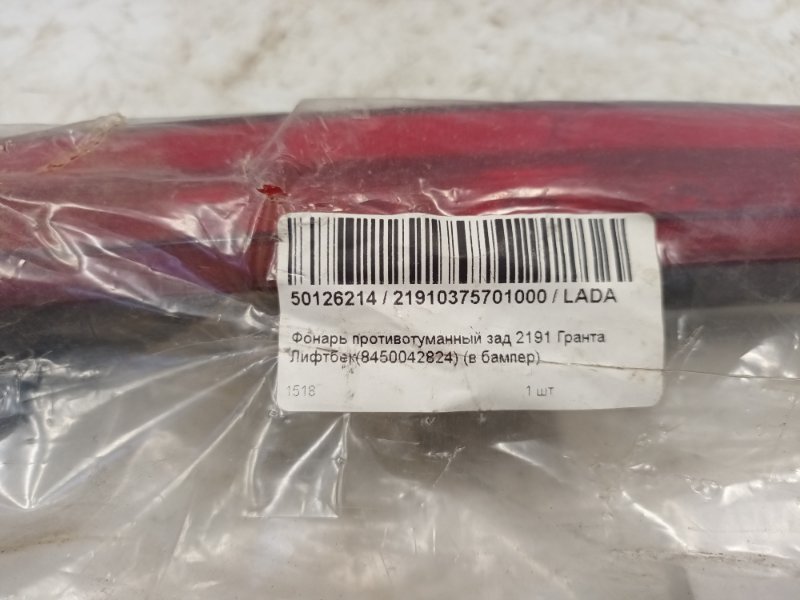 50126214 / 21910375701000 / LADA
Фонарь противотуманный зад 2191 Гранта
Лифтбек(8450042824) (в бампер)
1518 1 шт